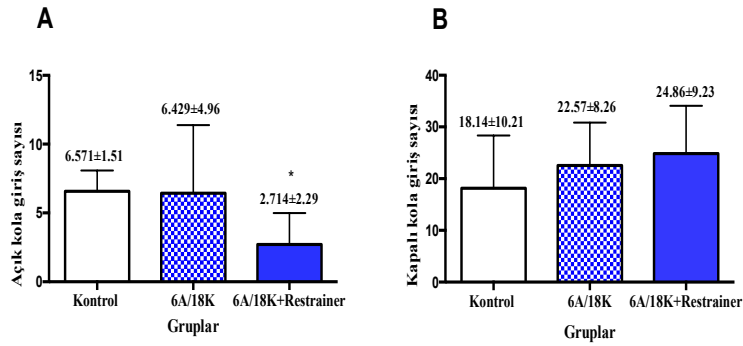 A
Açık kola giriş sayısı
15
10
5
0
6.571±1.51
6.429±4.96
*
2.714±2.29
Kontrol
6A/18K
6A/18K+Restrainer
Gruplar
B
Kapalı kola giriş sayısı
40
30
20
10
0
18.14±10.21
22.57±8.26
24.86±9.23
Kontrol
6A/18K
6A/18K+Restrainer
Gruplar